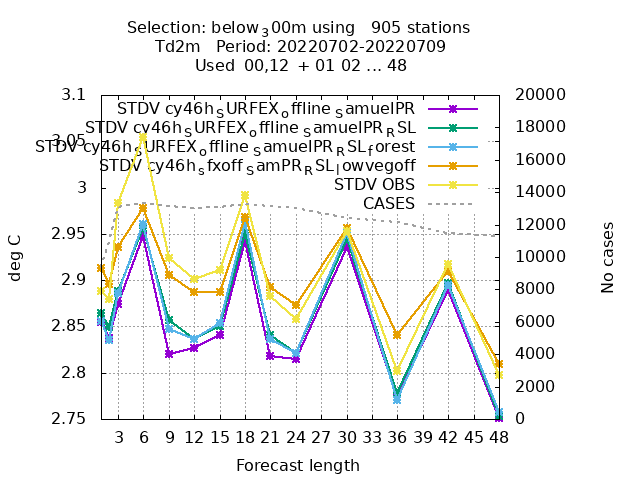 Selection: below_300m using   905 stations
Td2m   Period: 20220702-20220709
Used  00,12  + 01 02 ... 48
3.1
3.05
3
2.95
2.9
2.85
2.8
2.75
20000
18000
16000
14000
12000
10000
8000
6000
4000
2000
0
STDV cy46h_SURFEX_offline_SamuelPR
STDV cy46h_SURFEX_offline_SamuelPR_RSL
STDV cy46h_SURFEX_offline_SamuelPR_RSL_forest
STDV cy46h_sfxoff_SamPR_RSL_lowvegoff
STDV OBS
CASES
deg C
No cases
3 6 9 12 15 18 21 24 27 30 33 36 39 42 45 48
Forecast length